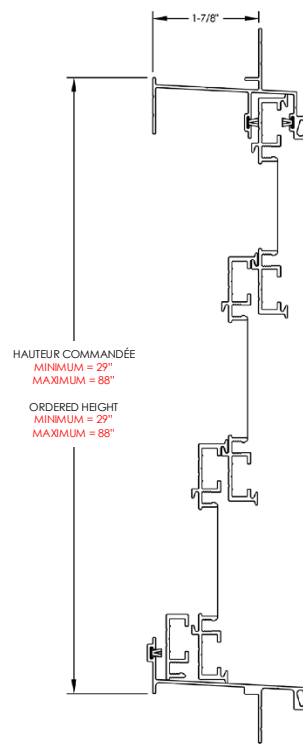 1-7/8"
HAUTEUR COMMANDÉE
MINIMUM = 29"
MAXIMUM = 88"
ORDERED HEIGHT
MINIMUM = 29"
MAXIMUM = 88"